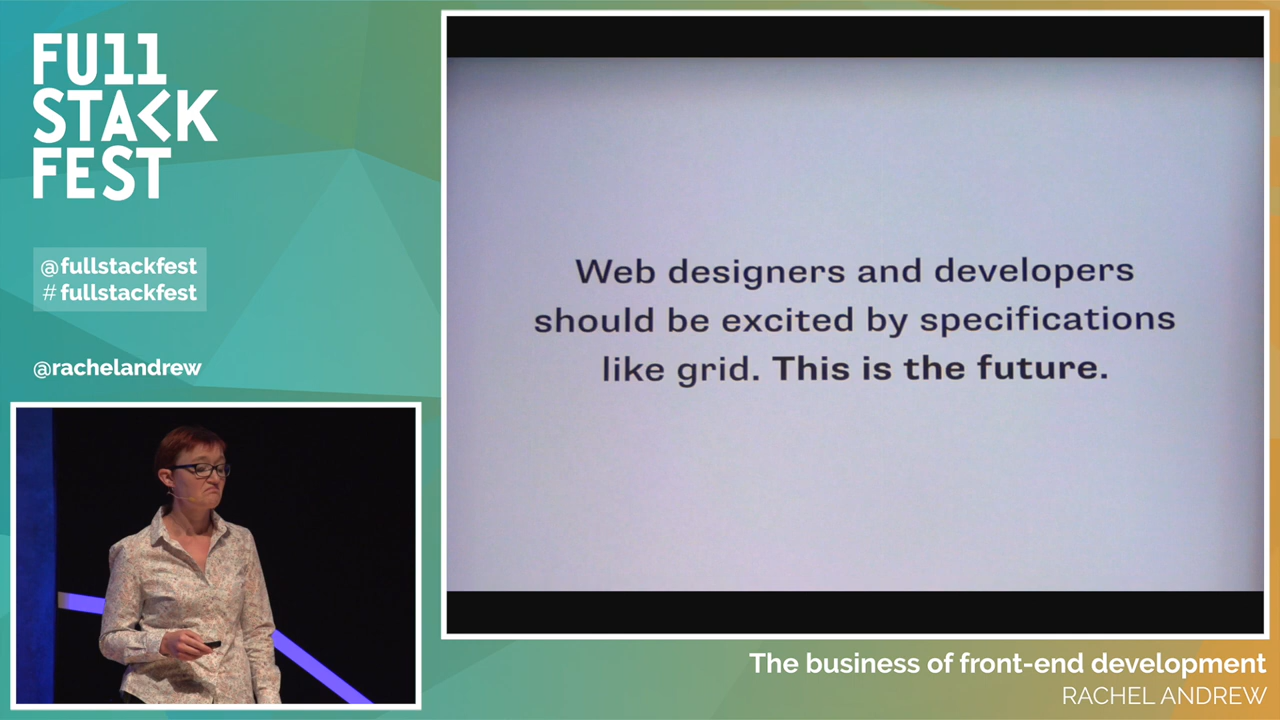 FU11
STACK
FEST
@fullstackfest
# fullstackfest
@rachelandrew
Web designers and developers
should be excited by specifications
like grid. This is the future.
The business of front-end development
RACHEL ANDREW